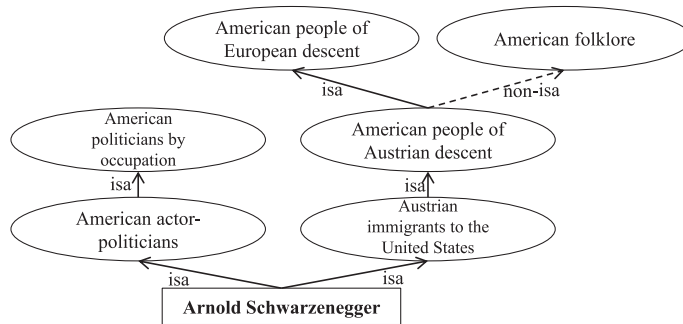 American people of
European descent
American folklore
isa
non-isa
American
politicians by
occupation
American people of
Austrian descent
isa
isa
American actor-
politicians
Austrian
immigrants to the
United States
isa
isa
Arnold Schwarzenegger